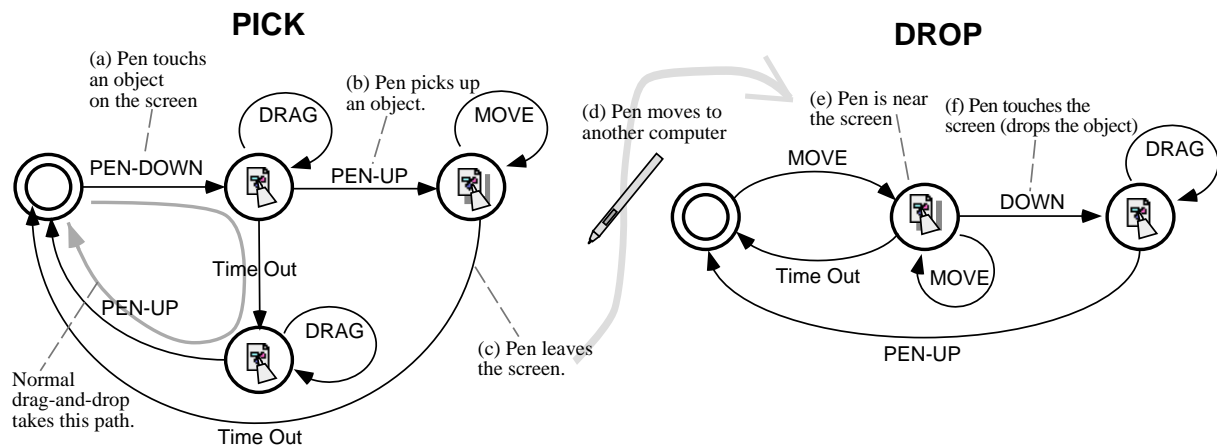 PICK
(a) Pen touchs
an object
on the screen
(b) Pen picks up
an object.
DRAG
MOVE
PEN-DOWN
PEN-UP
Time Out
PEN-UP
DRAG
(c) Pen leaves
the screen.
Normal
drag-and-drop
takes this path.
Time Out
(d) Pen moves to
another computer
DROP
(e) Pen is near
the screen
(f) Pen touches the
screen (drops the object)
DRAG
MOVE
DOWN
Time Out
MOVE
PEN-UP